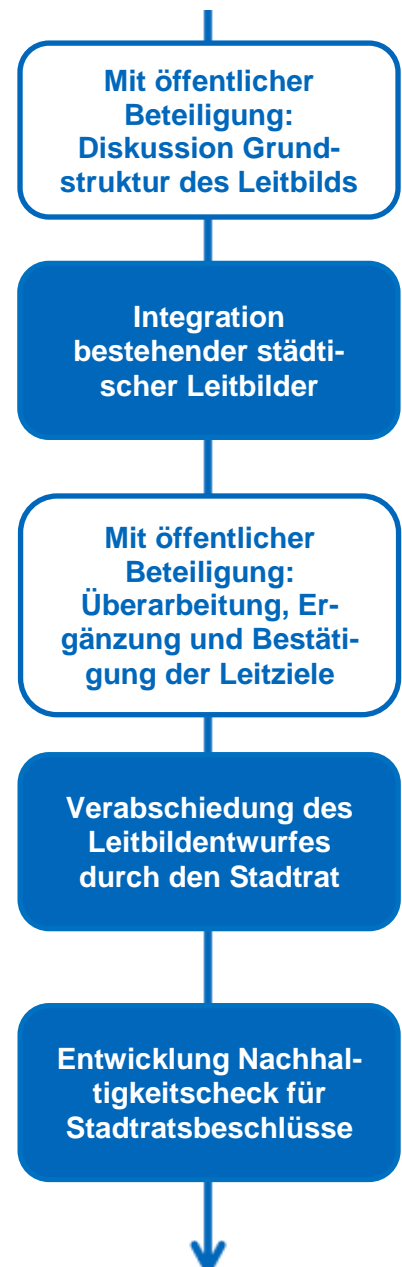 Mit öffentlicher
Beteiligung:
Diskussion Grund-
struktur des Leitbilds
Integration
bestehender städti-
scher Leitbilder
Mit öffentlicher
Beteiligung:
Überarbeitung, Er-
gänzung und Bestäti-
gung der Leitziele
Verabschiedung des
Leitbildentwurfes
durch den Stadtrat
Entwicklung Nachhal-
tigkeitscheck für
Stadtratsbeschlüsse